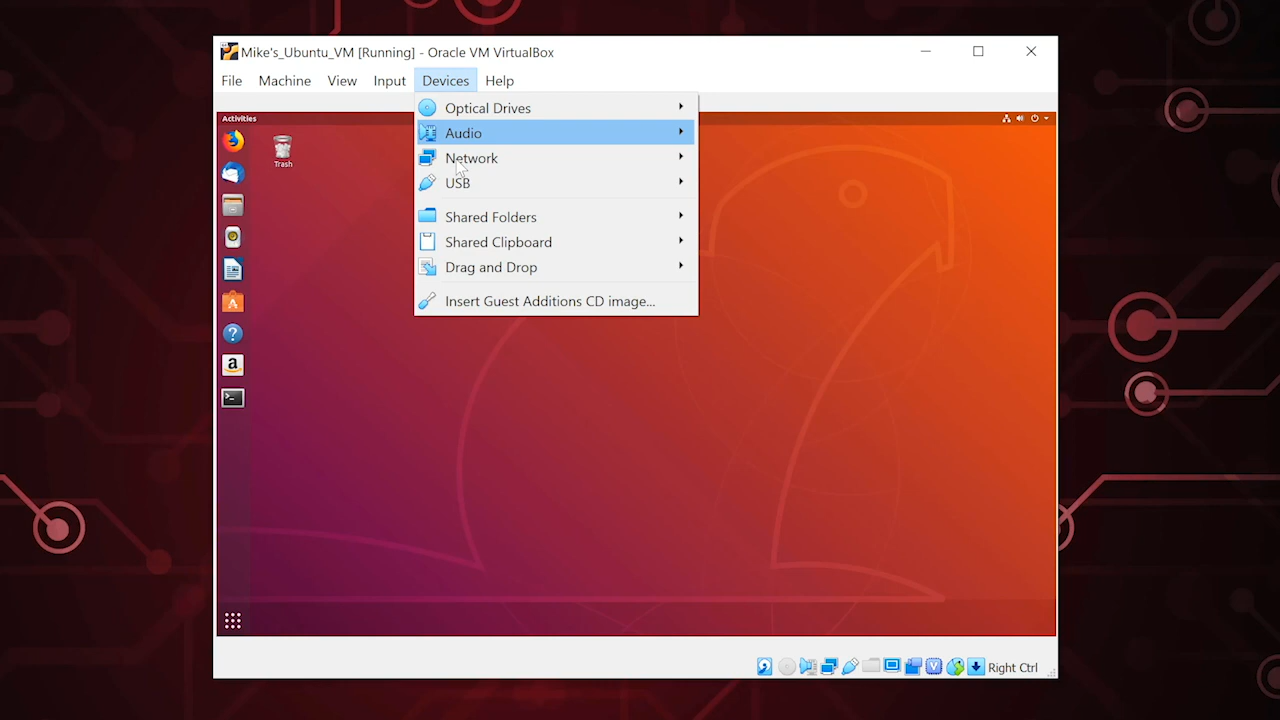 Mike's_Ubuntu_VM [Running] - Oracle VM VirtualBox
File Machine View Input Devices Help
Optical Drives
Audio
Network
USB
Shared Folders
Shared Clipboard
Drag and Drop
Insert Guest Additions CD image...
Activities
Trash
Right Ctrl